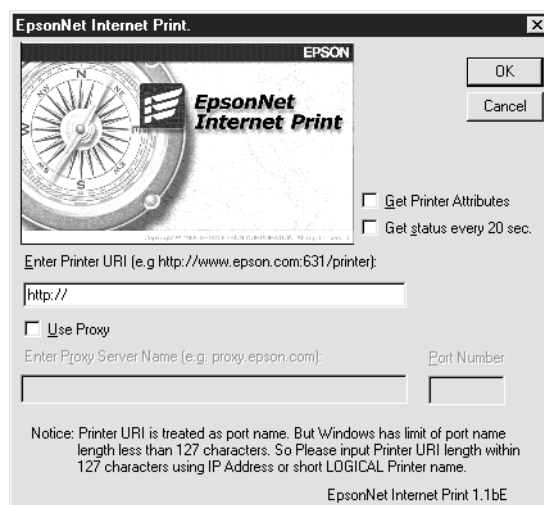 EpsonNet Internet Print.
EPSON
N
NE
E
SE
S
SW
W
NW
EpsonNet
Internet Print
OK
Cancel
Get Printer Attributes
Get status every 20 sec.
Enter Printer URI (e.g http://www.epson.com:631/printer):
http://
Use Proxy
Enter Proxy Server Name (e.g. proxy.epson.com):
Port Number
Notice: Printer URI is treated as port name. But Windows has limit of port name
length less than 127 characters. So Please input Printer URI length within
127 characters using IP Address or short LOGICAL Printer name.
EpsonNet Internet Print 1.1bE